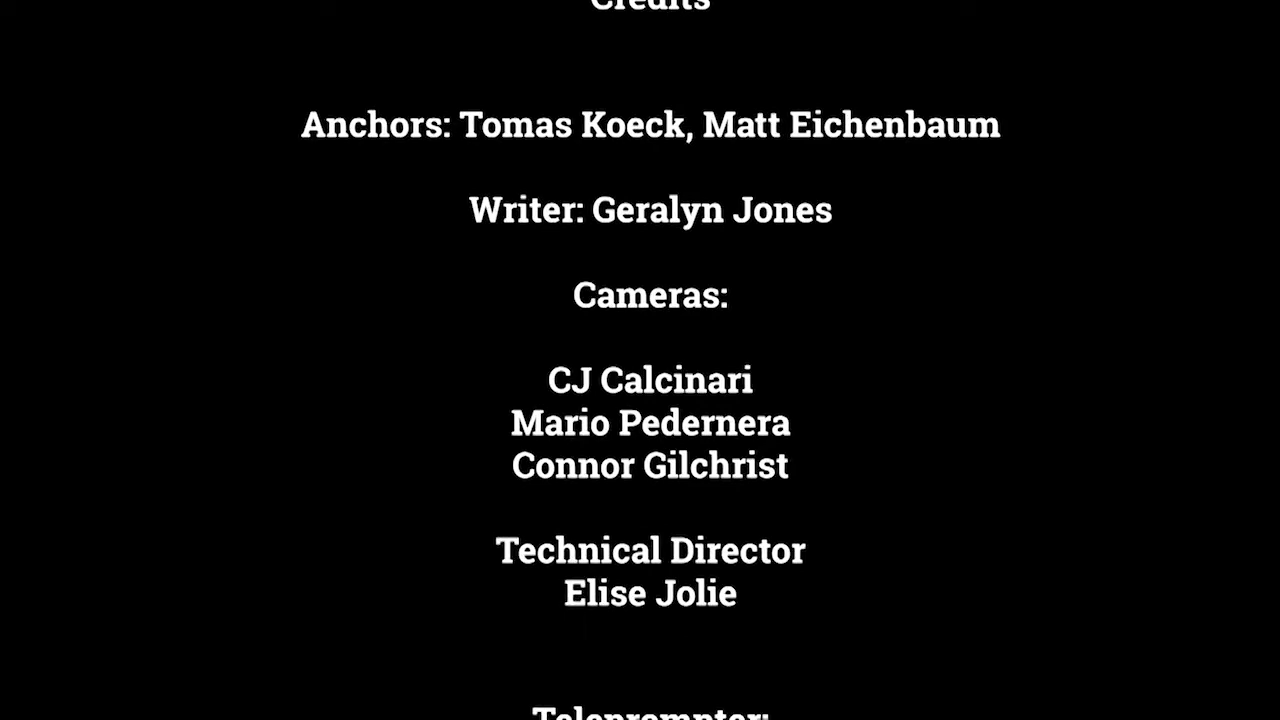 Credits
Anchors: Tomas Koeck, Matt Eichenbaum
Writer: Geralyn Jones
Cameras:
CJ Calcinari
Mario Pedernera
Connor Gilchrist
Technical Director
Elise Jolie
Teleprompter: